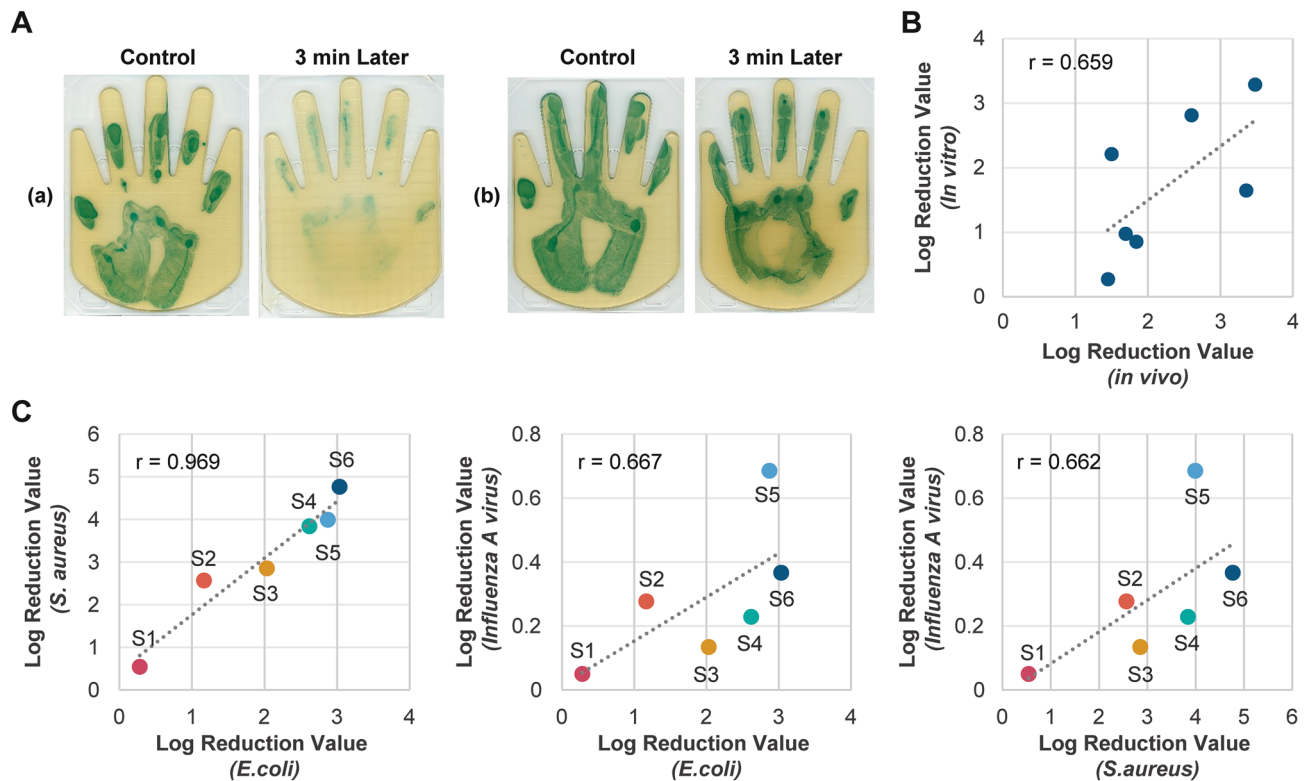 A
Control
3 min Later
Control
3 min Later
(a)
(b)
B
4
3
2
1
0
r = 0.659
Log Reduction Value
(In vitro)
0 1 2 3 4
Log Reduction Value
(in vivo)
C
6
5
4
3
2
1
0
r = 0.969
S6
S4
S5
S2
S3
S1
Log Reduction Value
(S. aureus)
0 1 2 3 4
Log Reduction Value
(E.coli)
0.8
0.6
0.4
0.2
0
r = 0.667
S5
S2
S6
S4
S3
S1
Log Reduction Value
(Influenza A virus)
0 1 2 3 4
Log Reduction Value
(E.coli)
0.8
0.6
0.4
0.2
0
r = 0.662
S5
S2
S6
S4
S3
S1
Log Reduction Value
(Influenza A virus)
0 1 2 3 4 5 6
Log Reduction Value
(S.aureus)